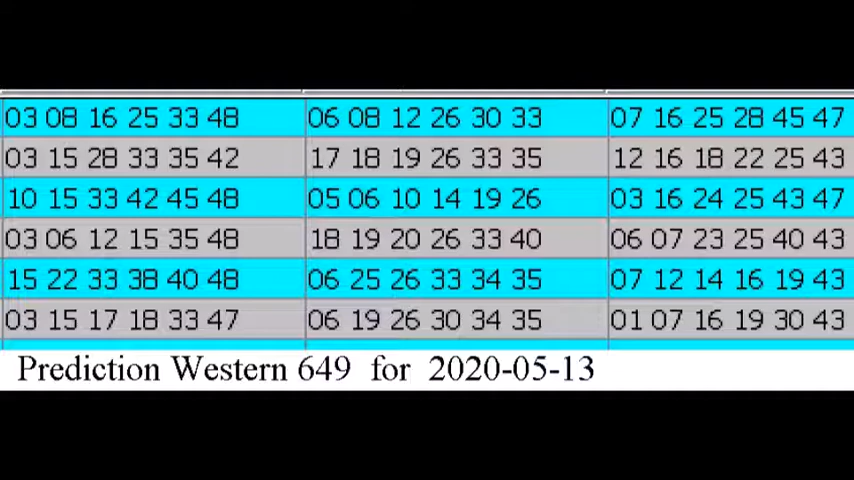 03 08 16 25 33 48 06 08 12 26 30 33 07 16 25 28 45 47
03 15 28 33 35 42 17 18 19 26 33 35 12 16 18 22 25 43
10 15 33 42 45 48 05 06 10 14 19 26 03 16 24 25 43 47
03 06 12 15 35 48 18 19 20 26 33 40 06 07 23 25 40 43
15 22 33 38 40 48 06 25 26 33 34 35 07 12 14 16 19 43
03 15 17 18 33 47 06 19 26 30 34 35 01 07 16 19 30 43
Prediction Western 649 for 2020-05-13